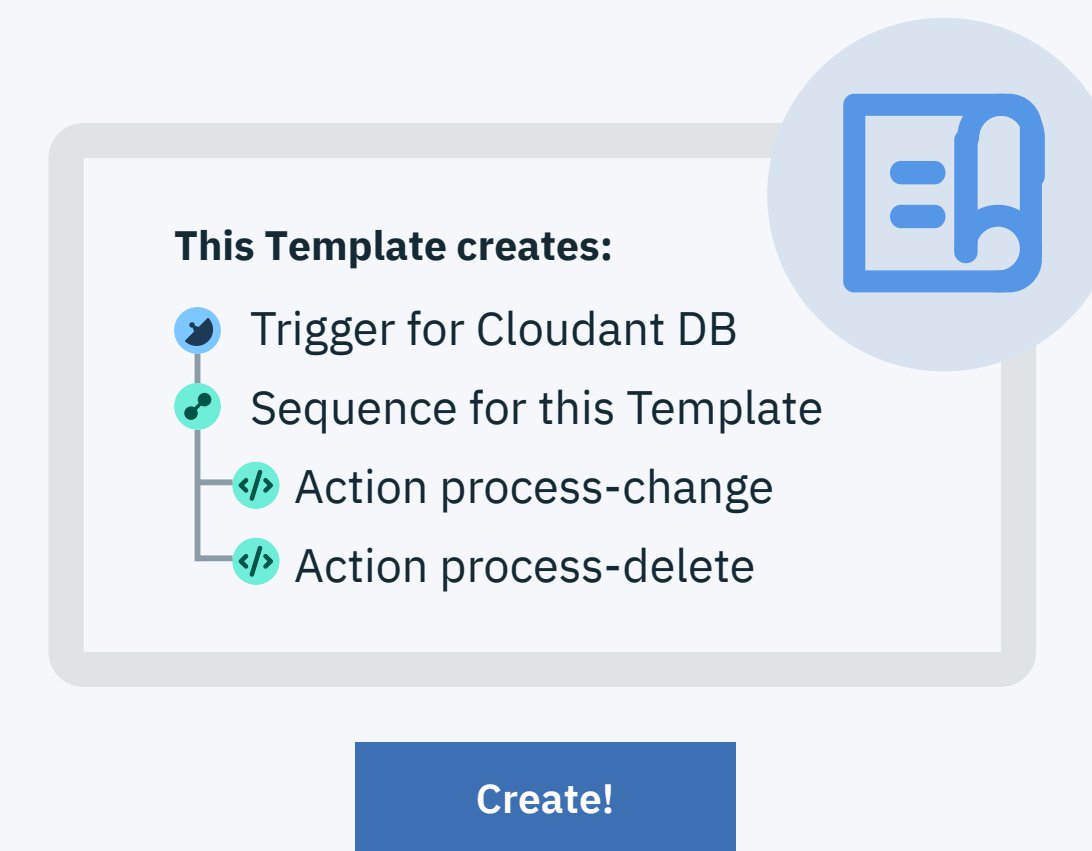 This Template creates:
Trigger for Cloudant DB
Sequence for this Template
Action process-change
Action process-delete
Create!